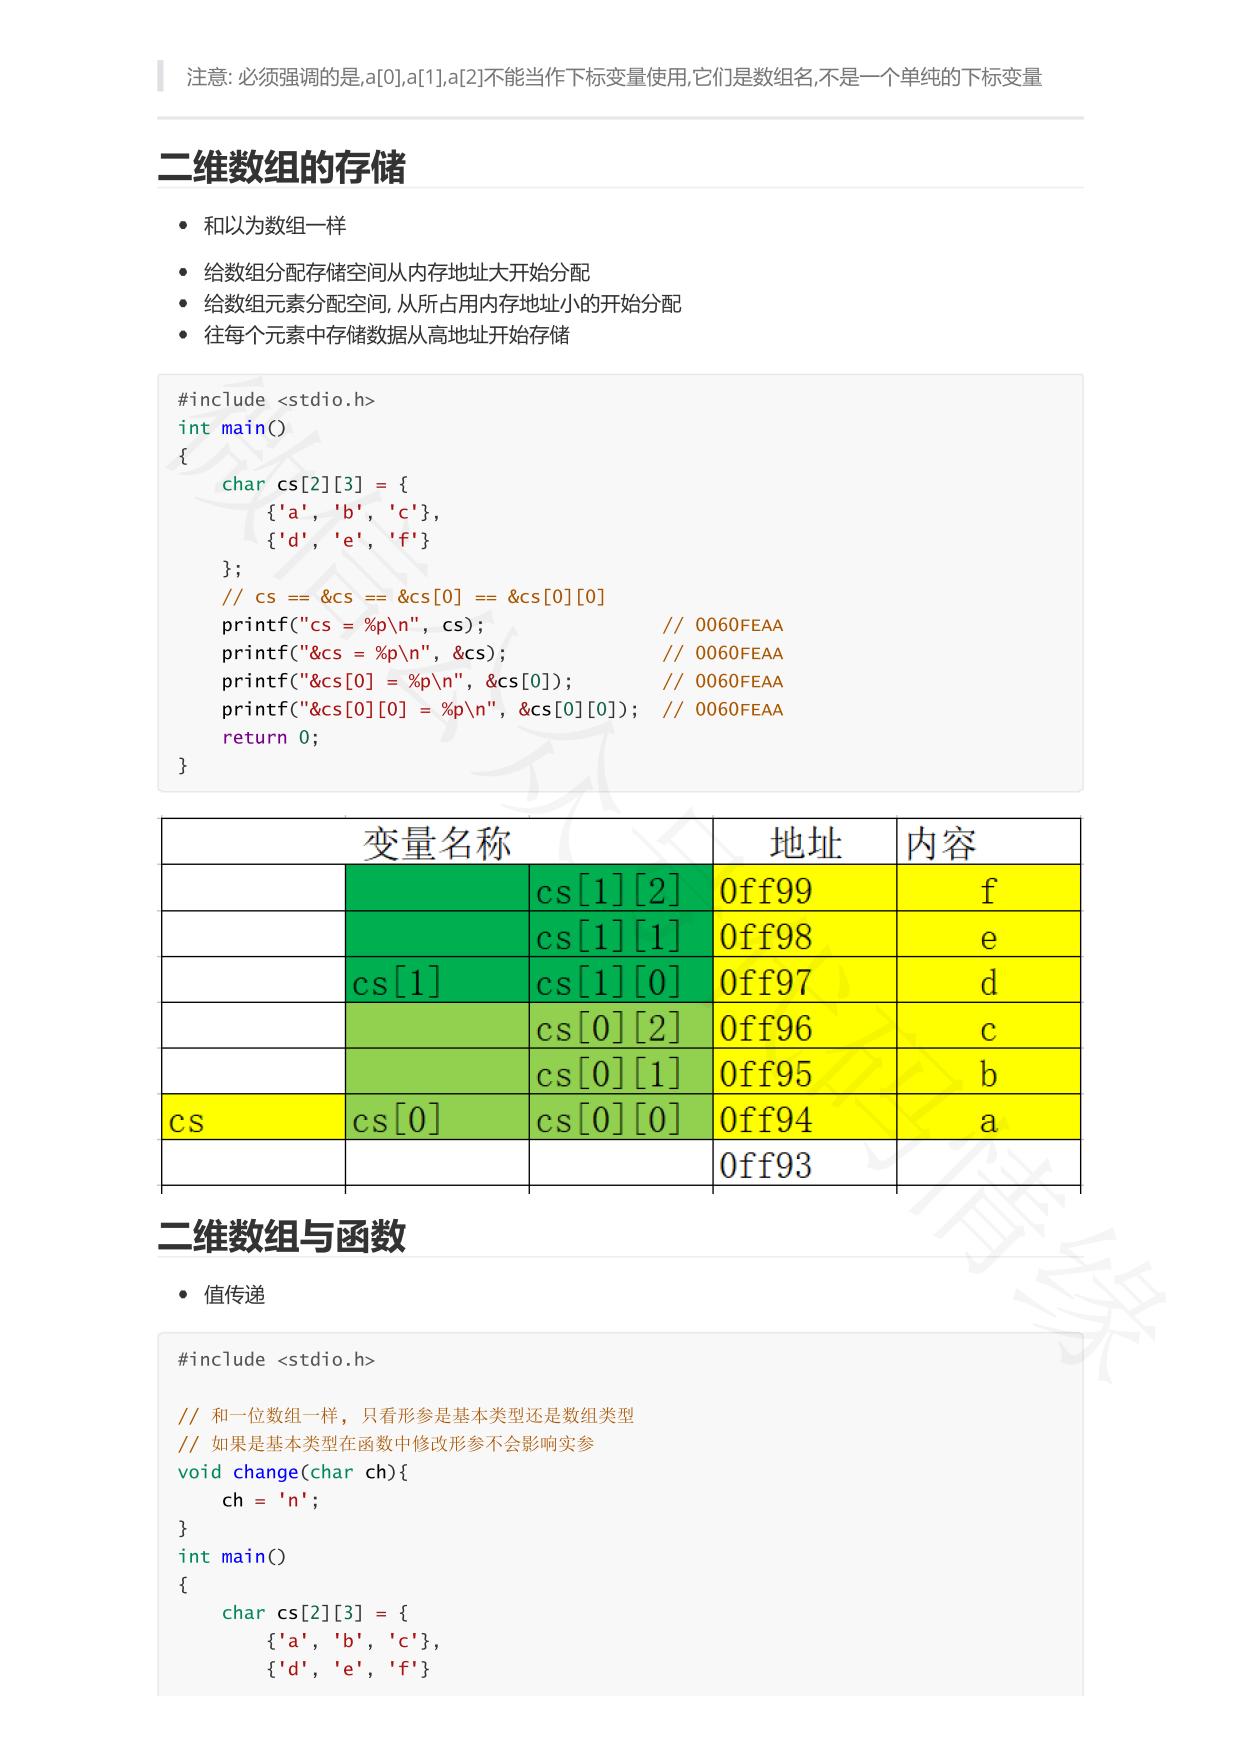 注意: 必须强调的是,a[0],a[1],a[2]不能当作下标变量使用,它们是数组名,不是一个单纯的下标变量
二维数组的存储
和以为数组一样
给数组分配存储空间从内存地址大开始分配
给数组元素分配空间, 从所占用内存地址小的开始分配
往每个元素中存储数据从高地址开始存储
#include <stdio.h>
int main()
{
    char cs[2][3] = {
        {'a', 'b', 'c'},
        {'d', 'e', 'f'}
    };
    // cs == &cs == &cs[0] == &cs[0][0]
    printf("cs = %p\n", cs);                // 0060FEAA
    printf("&cs = %p\n", &cs);              // 0060FEAA
    printf("&cs[0] = %p\n", &cs[0]);        // 0060FEAA
    printf("&cs[0][0] = %p\n", &cs[0][0]);  // 0060FEAA
    return 0;
}
变量名称 地址 内容
cs[1][2] 0ff99 f
cs[1][1] 0ff98 e
cs[1] cs[1][0] 0ff97 d
cs[0][2] 0ff96 c
cs[0][1] 0ff95 b
cs cs[0] cs[0][0] 0ff94 a
0ff93
二维数组与函数
值传递
#include <stdio.h>
// 和一位数组一样, 只看形参是基本类型还是数组类型
// 如果是基本类型在函数中修改形参不会影响实参
void change(char ch){
    ch = 'n';
}
int main()
{
    char cs[2][3] = {
        {'a', 'b', 'c'},
        {'d', 'e', 'f'}
微信公众号：代码情缘